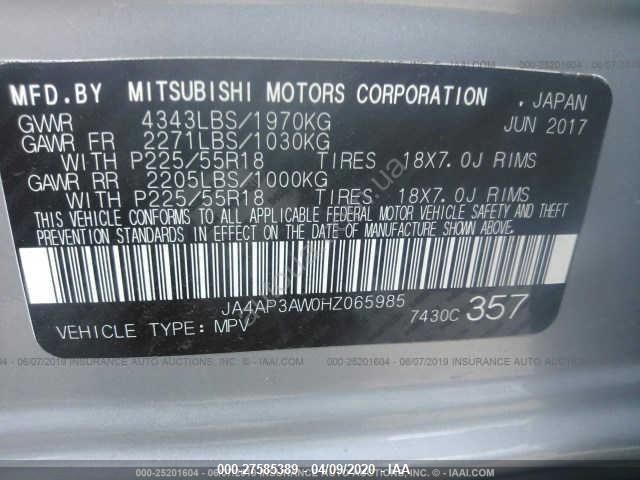 MFD.BY MITSUBISHI MOTORS CORPORATION . JAPAN
GVWR 4343LBS/1970KG JUN 2017
GAWR FR 2271LBS/1030KG
WITH P225/55R18 TIRES 18X7.0J RIMS
GAWR RR 2205LBS/1000KG
WITH P225/55R18 TIRES 18X7.0J RIMS
THIS VEHICLE CONFORMS TO ALL APPLICABLE FEDERAL MOTOR VEHICLE SAFETY AND THEFT
PREVENTION STANDARDS IN EFFECT ON THE DATE OF MANUFACTURE SHOWN ABOVE.
JA4AP3AW0HZ065985 7430C 357
VEHICLE TYPE: MPV
000-27585389 - 04/09/2020 - IAAI.com